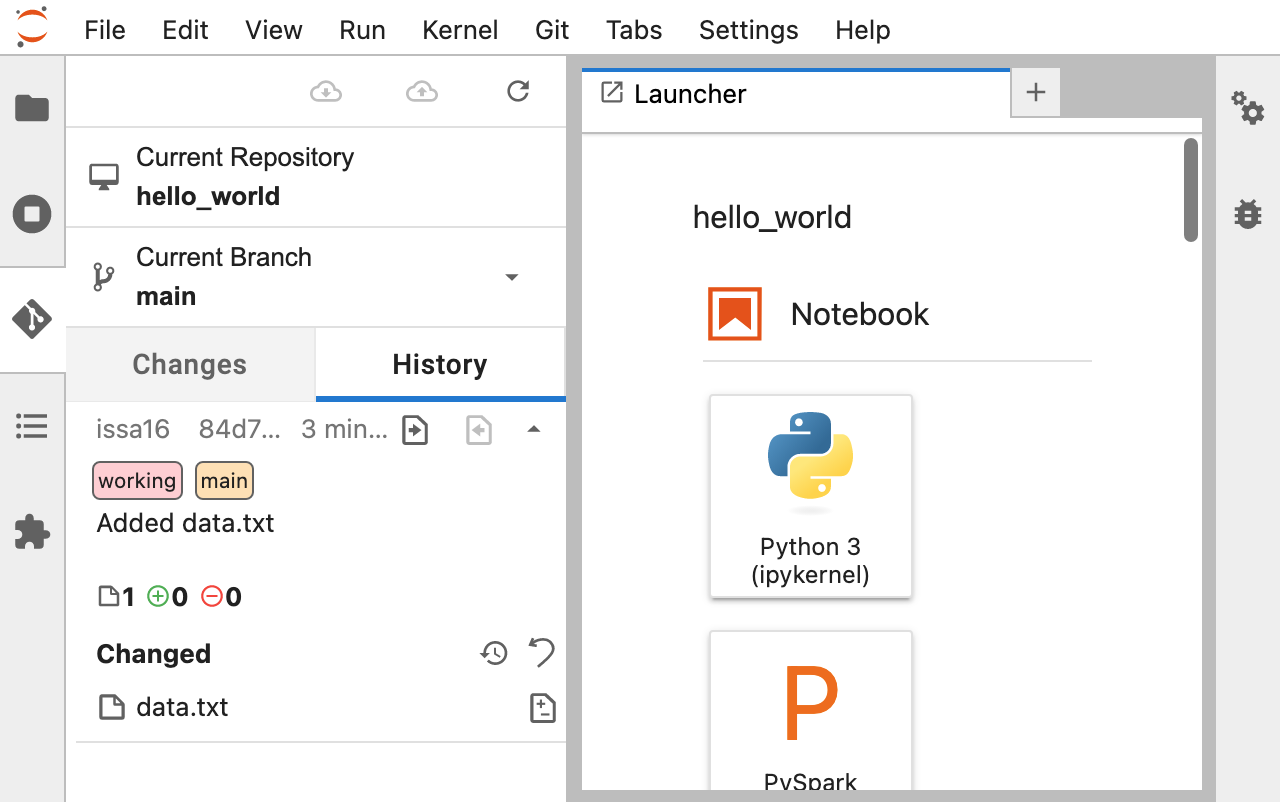 File Edit View Run Kernel Git Tabs Settings Help
Current Repository
hello_world
Current Branch
main
Changes History
issa16 84d7... 3 min...
working main
Added data.txt
1 0 0
Changed
data.txt
Launcher
hello_world
Notebook
Python 3
(ipykernel)
P
PySpark